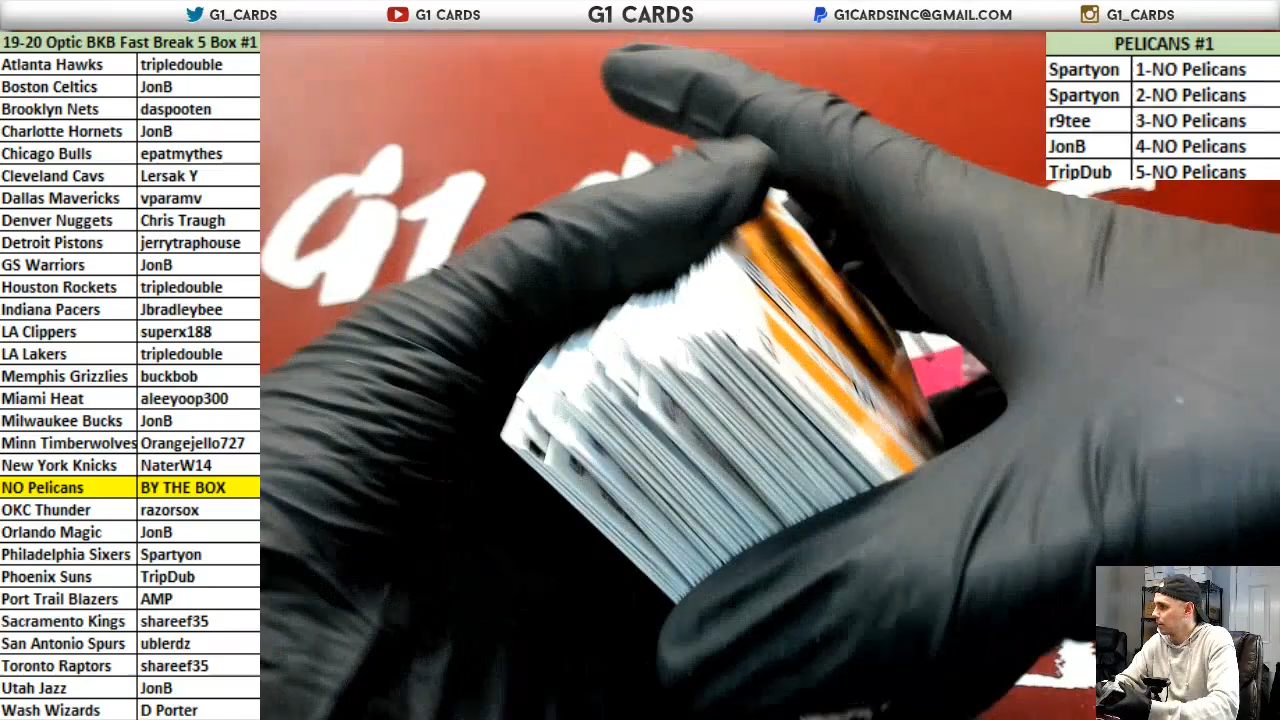 G1_CARDS G1 CARDS G1 CARDS G1CARDSINC@GMAIL.COM G1_CARDS
19-20 Optic BKB Fast Break 5 Box #1
Atlanta Hawks tripledouble
Boston Celtics JonB
Brooklyn Nets daspooten
Charlotte Hornets JonB
Chicago Bulls epatmythes
Cleveland Cavs Lersak Y
Dallas Mavericks vparamv
Denver Nuggets Chris Traugh
Detroit Pistons jerrytraphouse
GS Warriors JonB
Houston Rockets tripledouble
Indiana Pacers Jbradleybee
LA Clippers superx188
LA Lakers tripledouble
Memphis Grizzlies buckbob
Miami Heat aleeyoop300
Milwaukee Bucks JonB
Minn Timberwolves Orangejello727
New York Knicks NaterW14
NO Pelicans BY THE BOX
OKC Thunder razorsox
Orlando Magic JonB
Philadelphia Sixers Spartyon
Phoenix Suns TripDub
Port Trail Blazers AMP
Sacramento Kings shareef35
San Antonio Spurs ublerdz
Toronto Raptors shareef35
Utah Jazz JonB
Wash Wizards D Porter
PELICANS #1
Spartyon 1-NO Pelicans
Spartyon 2-NO Pelicans
r9tee 3-NO Pelicans
JonB 4-NO Pelicans
TripDub 5-NO Pelicans
G1